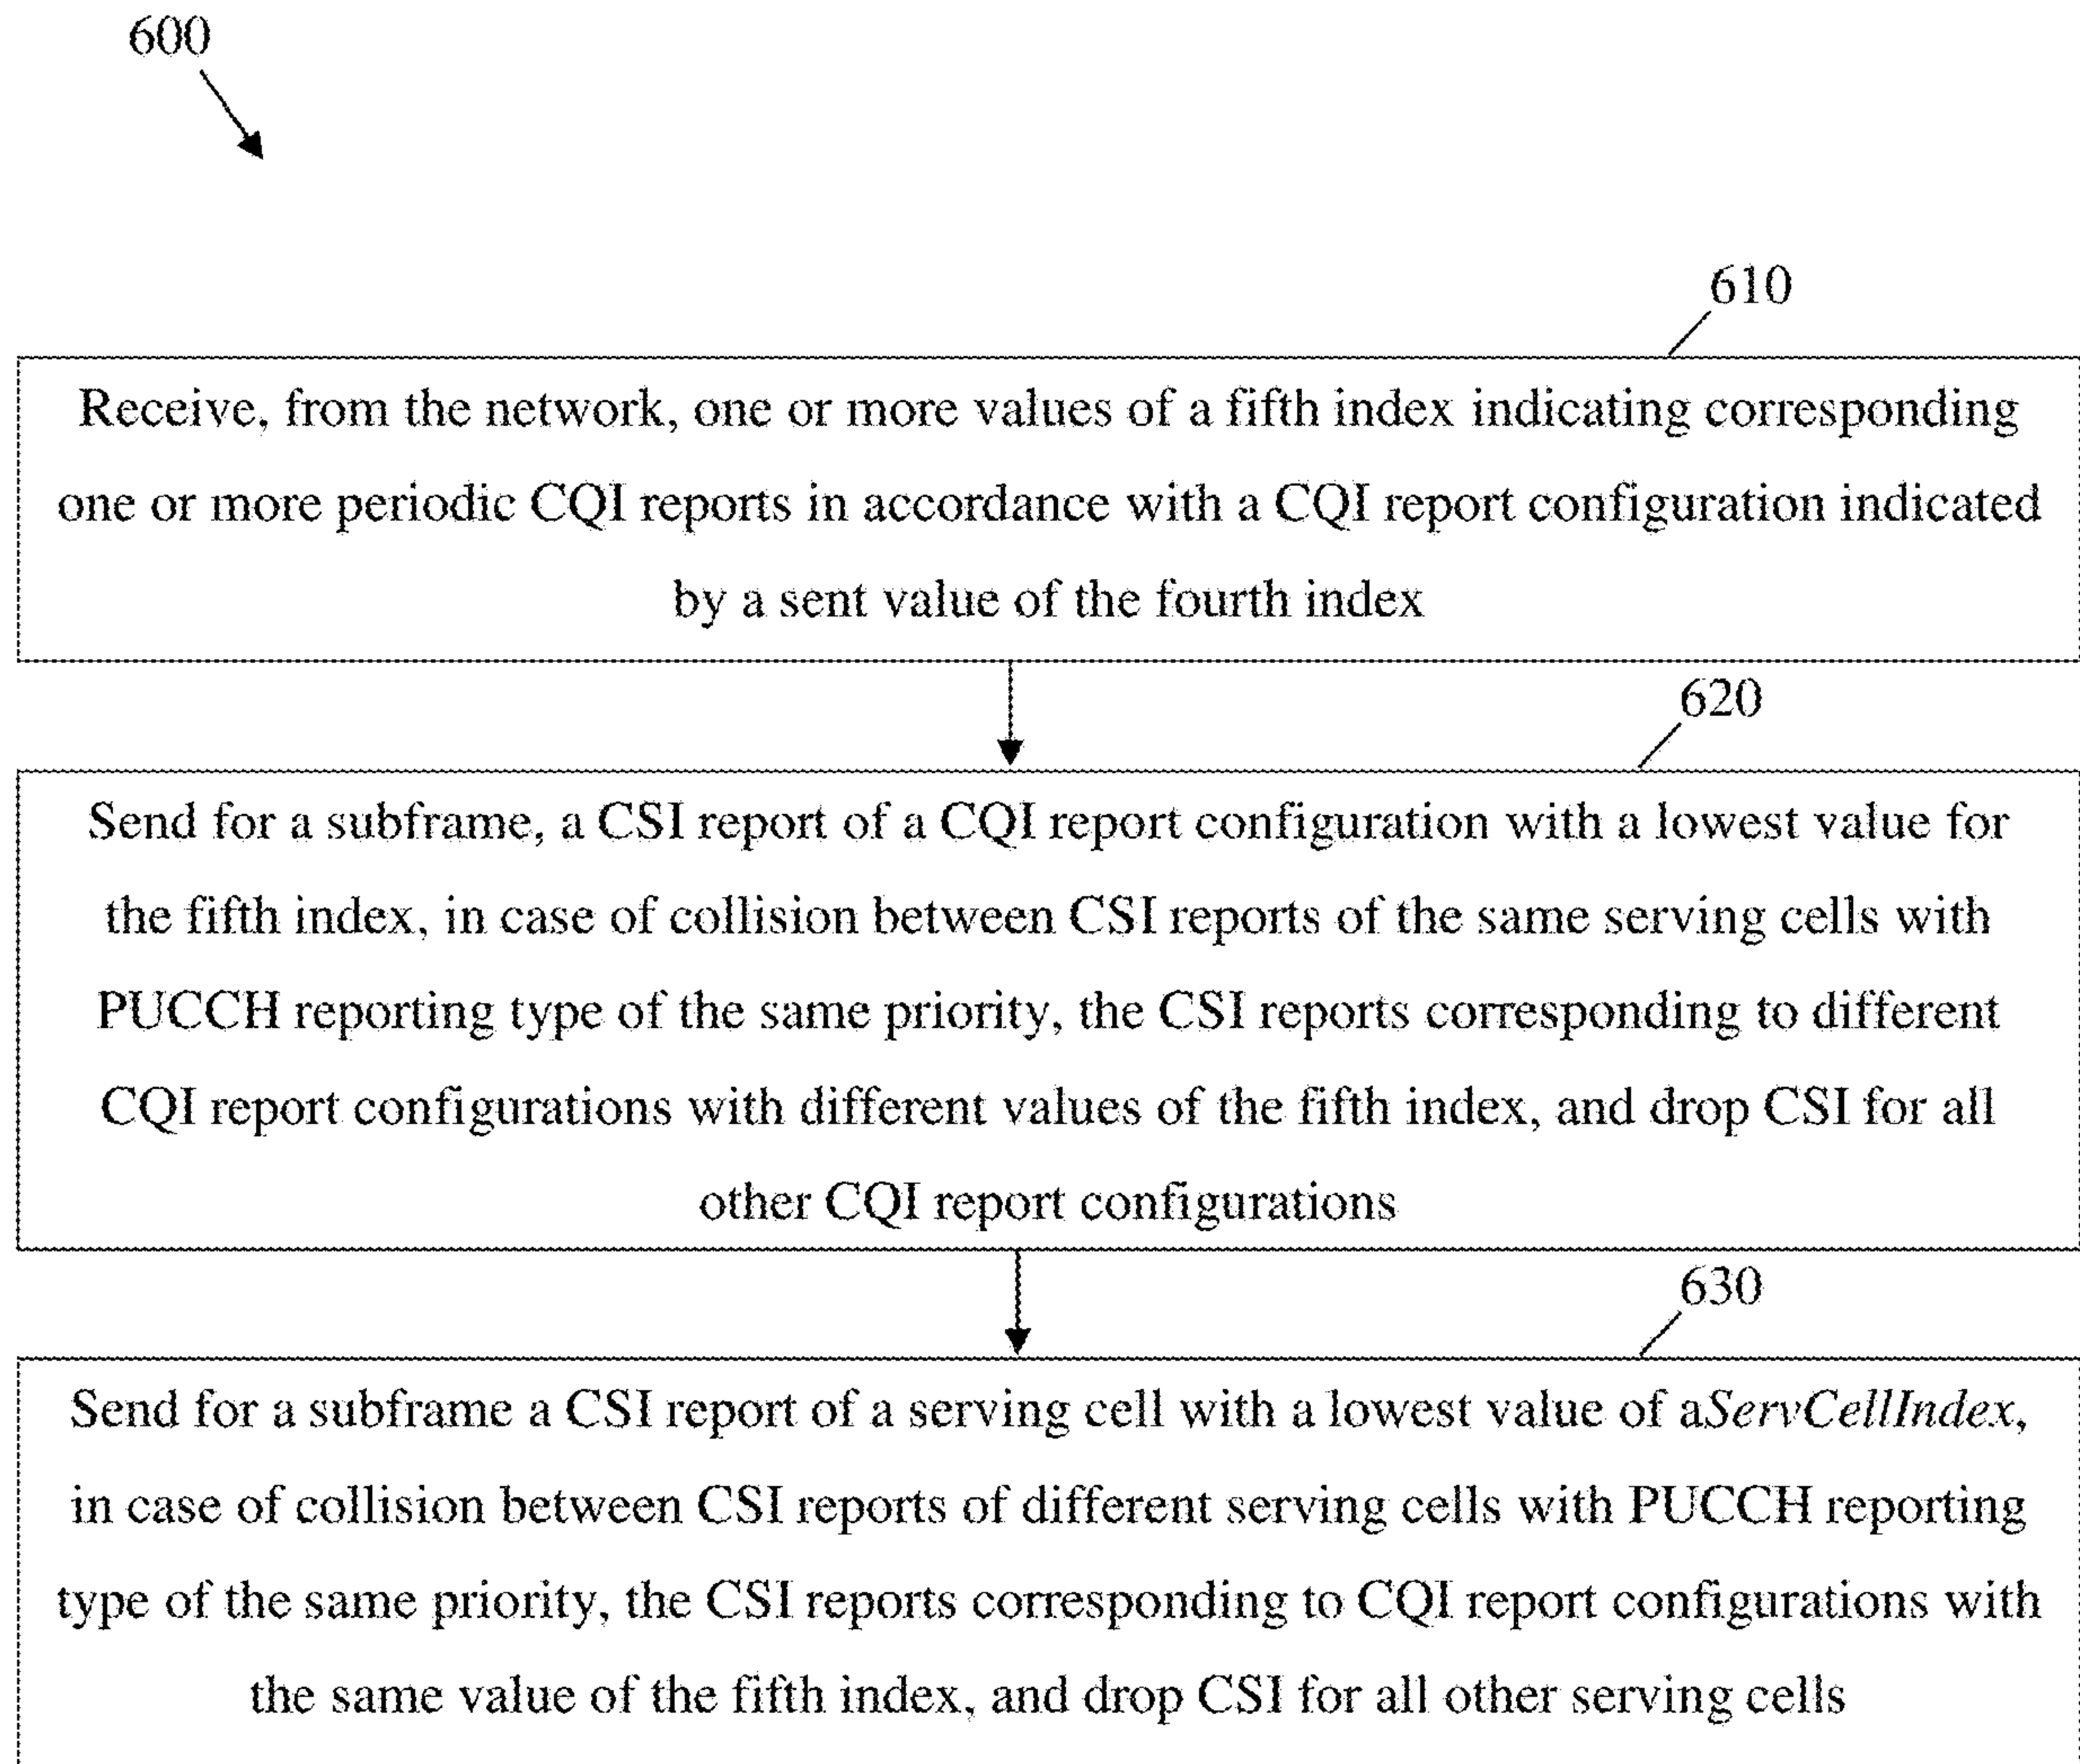 600
610
Receive, from the network, one or more values of a fifth index indicating corresponding
one or more periodic CQI reports in accordance with a CQI report configuration indicated
by a sent value of the fourth index
620
Send for a subframe, a CSI report of a CQI report configuration with a lowest value for
the fifth index, in case of collision between CSI reports of the same serving cells with
PUCCH reporting type of the same priority, the CSI reports corresponding to different
CQI report configurations with different values of the fifth index, and drop CSI for all
other CQI report configurations
630
Send for a subframe a CSI report of a serving cell with a lowest value of aServCellIndex,
in case of collision between CSI reports of different serving cells with PUCCH reporting
type of the same priority, the CSI reports corresponding to CQI report configurations with
the same value of the fifth index, and drop CSI for all other serving cells